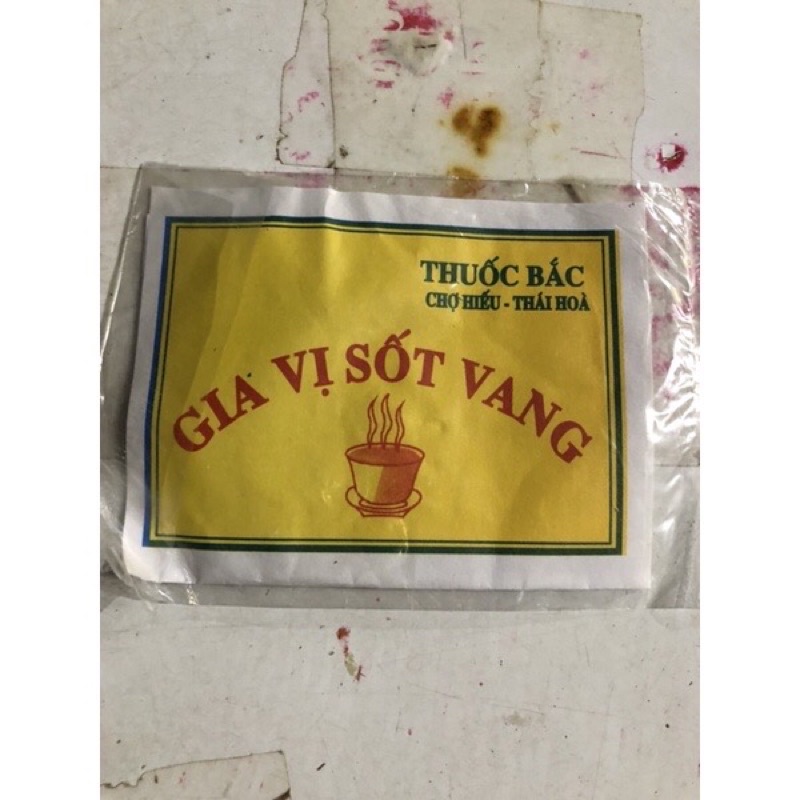 THUỐC BẮC
CHỢ HIẾU - THÁI HOÀ
GIA VỊ SỐT VANG